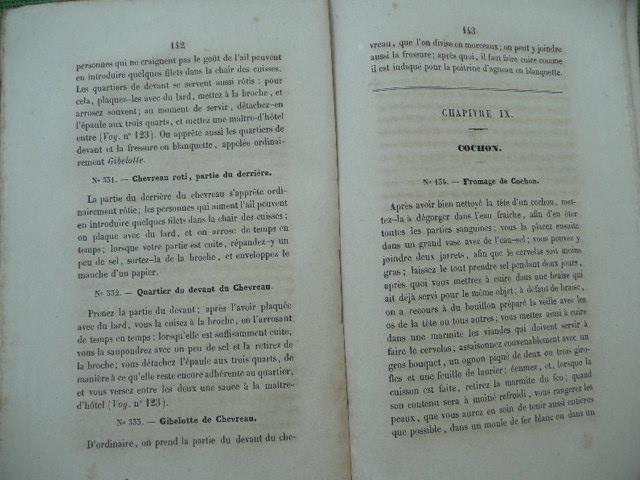 142
personnes qui ne craignent pas le goût de l'ail peuvent
en introduire quelques filets dans la chair des cuisses.
Les quartiers de devant se servent aussi rôtis : pour
cela, plaquez-les avec du lard, mettez à la broche, et
arrosez souvent; au moment de servir, détachez-en
l'épaule aux trois quarts, et mettez une maître-d'hôtel
entre (Voy. n° 123). On apprête aussi les quartiers de
devant et la fressure en blanquette, appelée ordinai-
rement Gibelotte.
N° 331. — Chevreau roti, partie du derrière.
La partie du derrière du chevreau s'apprête ordi-
nairement rôtie; les personnes qui aiment l'ail peuvent
en introduire quelques filets dans la chair des cuisses;
on plaque avec du lard, et on arrose de temps en
temps; lorsque votre partie est cuite, répandez-y un
peu de sel, sortez-la de la broche, et enveloppez le
manche d'un papier.
N° 332. — Quartier du devant du Chevreau.
Prenez la partie du devant; après l'avoir plaquée
avec du lard, vous la cuisez à la broche, on l'arrosant
de temps en temps; lorsqu'elle est suffisamment cuite,
vous la saupoudrez avec un peu de sel et la retirez de
la broche; vous détachez l'épaule aux trois quarts, de
manière à ce qu'elle reste encore adhérente au quartier,
et vous versez entre les deux une sauce à la maître-
d'hôtel (Voy. n° 123).
N° 333. — Gibelotte de Chevreau.
D'ordinaire, on prend la partie du devant du che-
143
vreau, que l'on divise en morceaux; on peut y joindre
aussi la fressure; après quoi, il faut faire cuire comme
il est indiqué pour la poitrine d'agneau en blanquette.
CHAPITRE IX.
COCHON.
N° 134. — Fromage de Cochon.
Après avoir bien nettoyé la tête d'un cochon, met-
tez-la à dégorger dans l'eau fraiche, afin d'en ôter
toutes les parties sanguines; vous la placez ensuite
dans un grand vase avec de l'eau-sel; vous pouvez y
joindre deux jarrets, afin que le cervelas soit moins
gras; laissez le tout prendre sel pendant deux jours,
après quoi vous mettrez à cuire dans une braise qui
ait déjà servi pour le même objet; à défaut de braise,
on a recours à du bouillon préparé la veille avec les
os de la tête ou tous autres; vous mettez ainsi à cuire
dans une marmite les viandes qui doivent servir à
faire le cervelas; assaisonnez convenablement avec un
gros bouquet, un ognon piqué de deux ou trois giro-
fles et une feuille de laurier; écumez, et, lorsque la
cuisson est faite, retirez la marmite du feu; quand
son contenu sera à moitié refroidi, vous rangerez les
peaux, que vous aurez eu soin de tenir aussi entières
que possible, dans un moule de fer blanc ou dans un